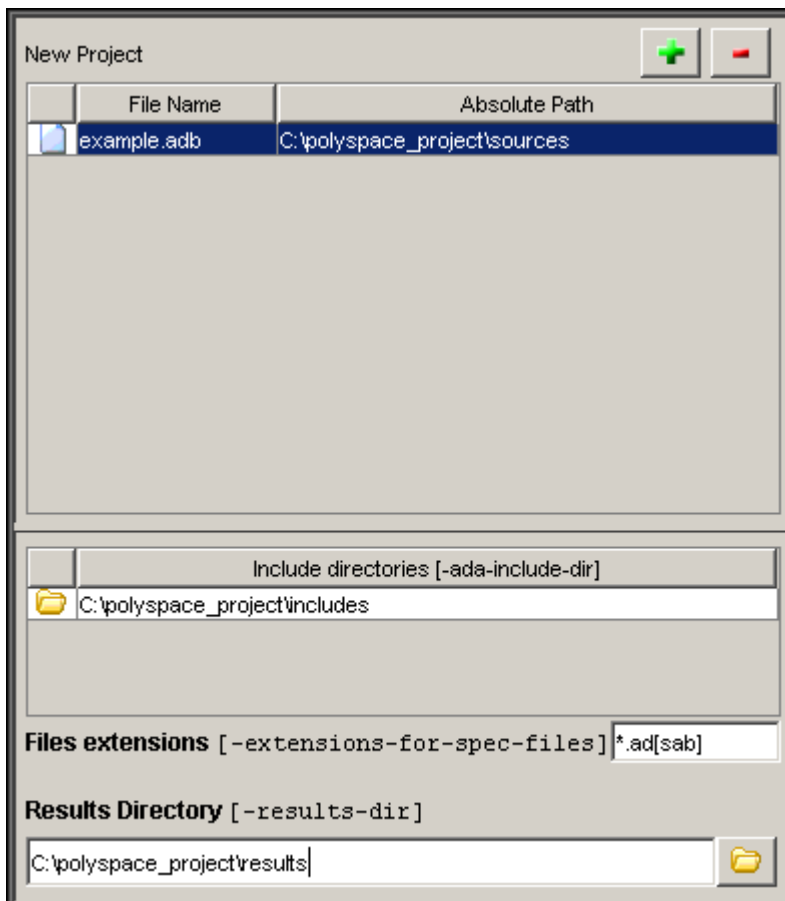 New Project
File Name Absolute Path
example.adb C:\polyspace_project\sources
Include directories [-ada-include-dir]
C:\polyspace_project\includes
Files extensions [-extensions-for-spec-files] *.ad[sab]
Results Directory [-results-dir]
C:\polyspace_project\results